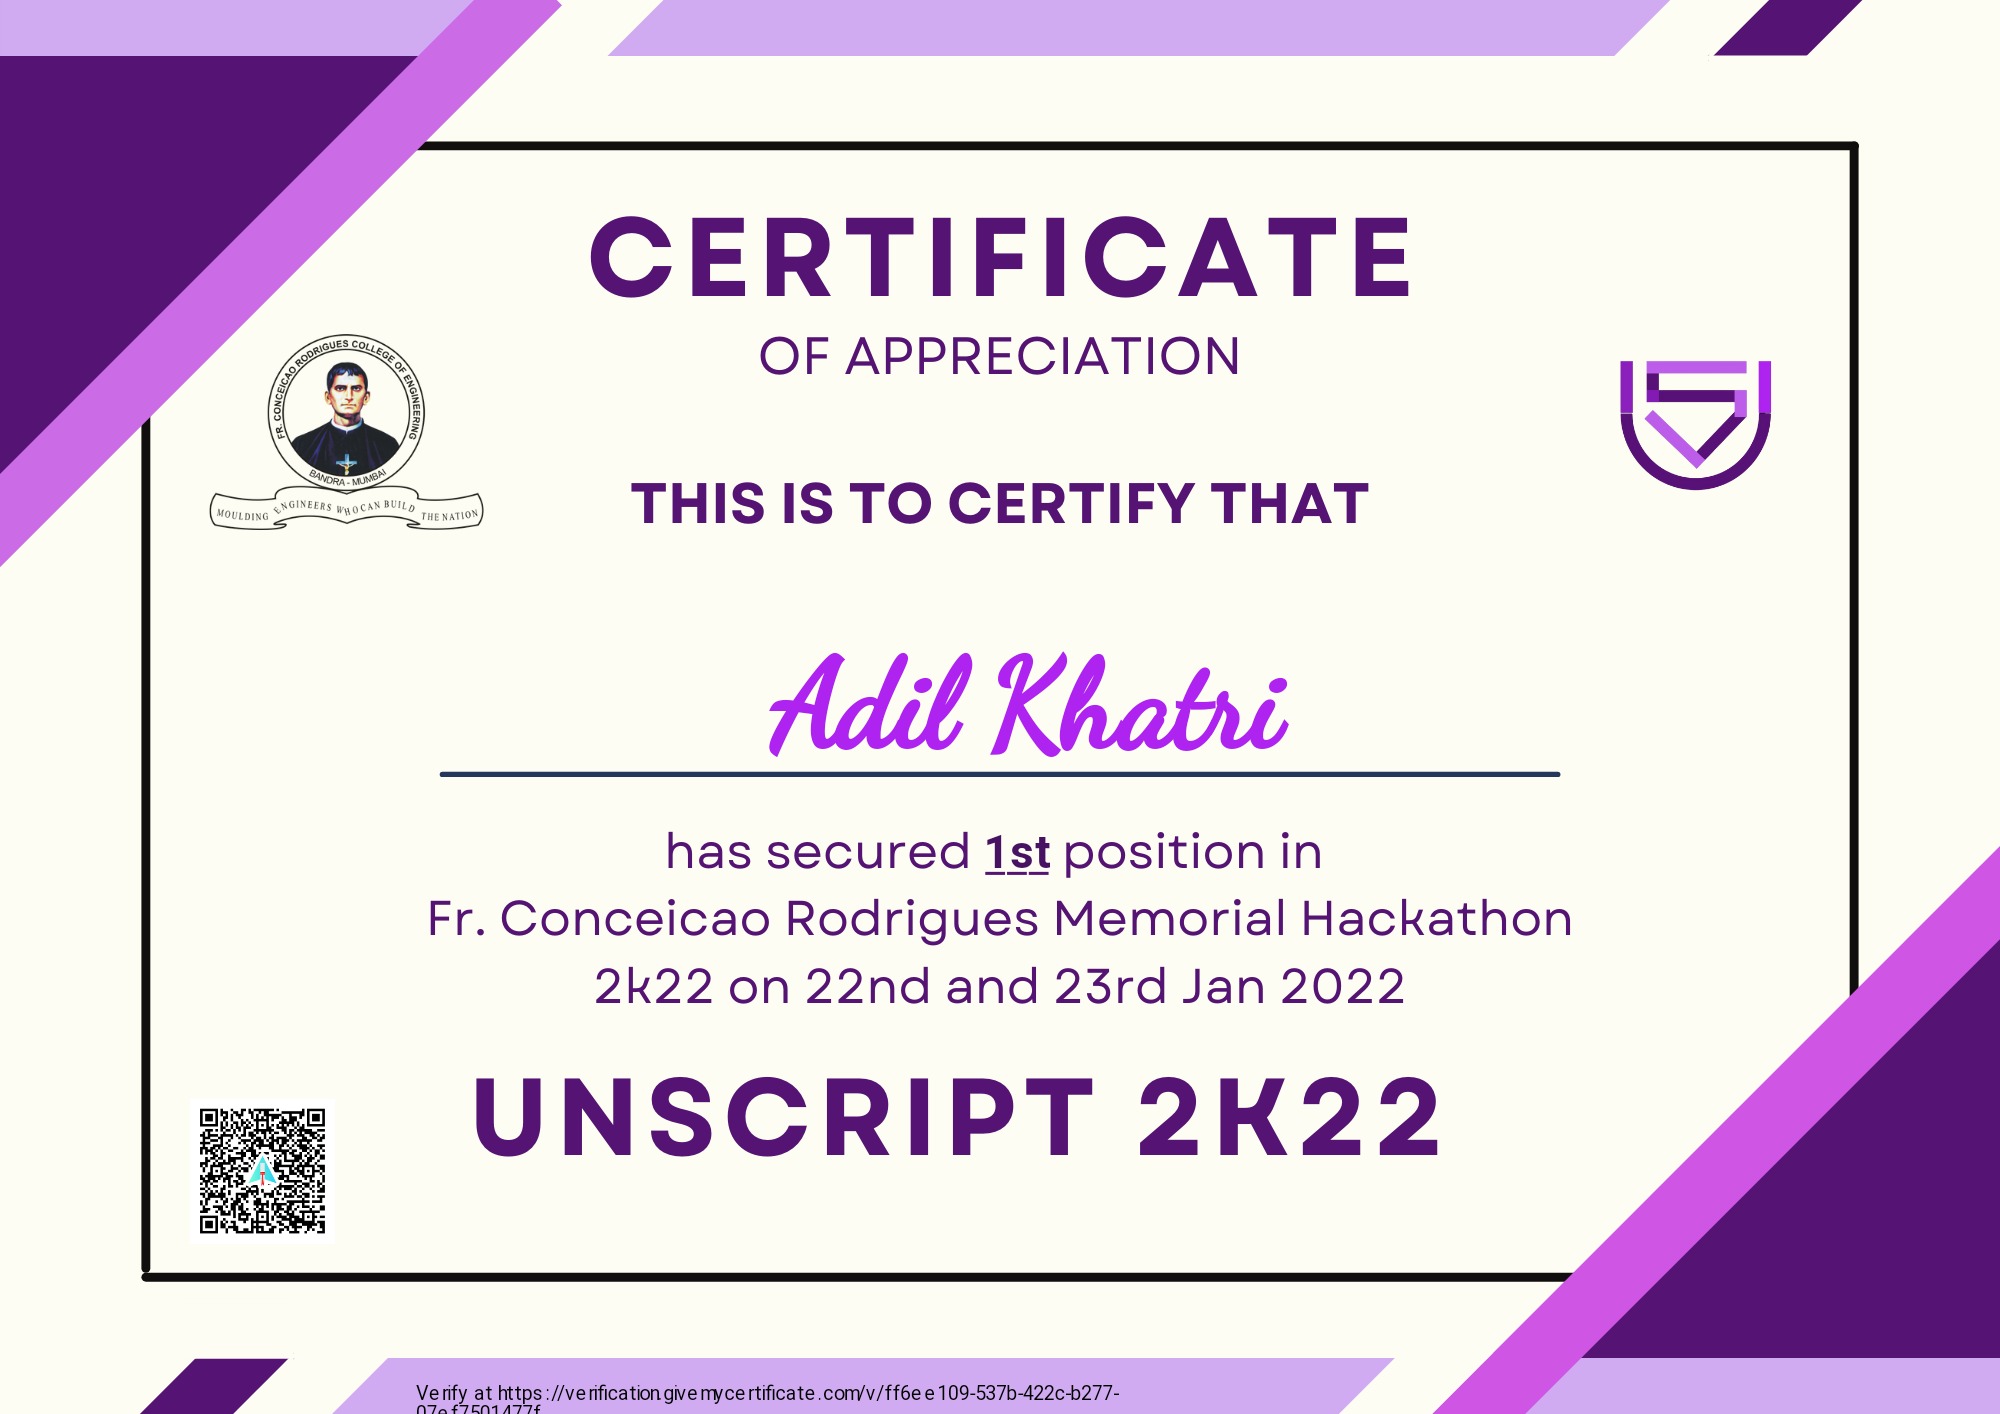 CERTIFICATE
OF APPRECIATION
FR. CONCEICAO RODRIGUES COLLEGE OF ENGINEERING
BANDRA - MUMBAI
MOULDING ENGINEERS WHO CAN BUILD THE NATION
THIS IS TO CERTIFY THAT
Adil Khatri
has secured 1st position in
Fr. Conceicao Rodrigues Memorial Hackathon
2k22 on 22nd and 23rd Jan 2022
UNSCRIPT 2K22
Verify at https://verification.givemycertificate.com/v/ff6ee109-537b-422c-b277-
07ef7501477f